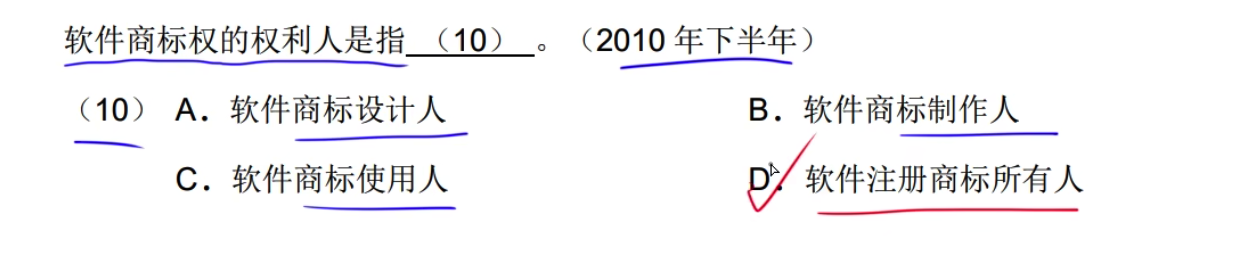 软件商标权的权利人是指 （10） 。（2010 年下半年）
（10） A．软件商标设计人 B．软件商标制作人
C．软件商标使用人 D．软件注册商标所有人